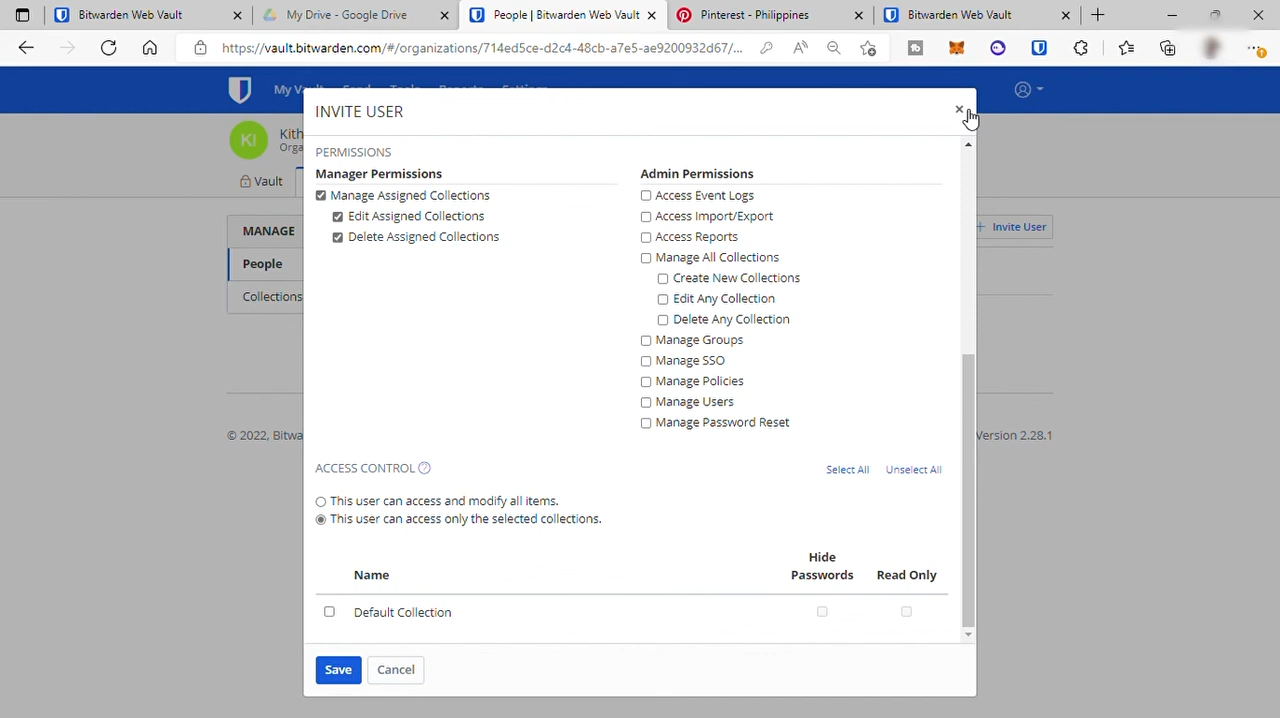 Bitwarden Web Vault
My Drive - Google Drive
People | Bitwarden Web Vault
Pinterest - Philippines
Bitwarden Web Vault
https://vault.bitwarden.com/#/organizations/714ed5ce-d2c4-48cb-a7e5-ae9200932d67/...
My Vault Send Tools Reports Settings
INVITE USER
KI
Kith
Orga
Vault
PERMISSIONS
Manager Permissions
Manage Assigned Collections
Edit Assigned Collections
Delete Assigned Collections
Admin Permissions
Access Event Logs
Access Import/Export
Access Reports
Manage All Collections
Create New Collections
Edit Any Collection
Delete Any Collection
Manage Groups
Manage SSO
Manage Policies
Manage Users
Manage Password Reset
MANAGE
People
Collections
+ Invite User
© 2022, Bitwa
Version 2.28.1
ACCESS CONTROL
Select All Unselect All
This user can access and modify all items.
This user can access only the selected collections.
Name
Hide
Passwords
Read Only
Default Collection
Save Cancel